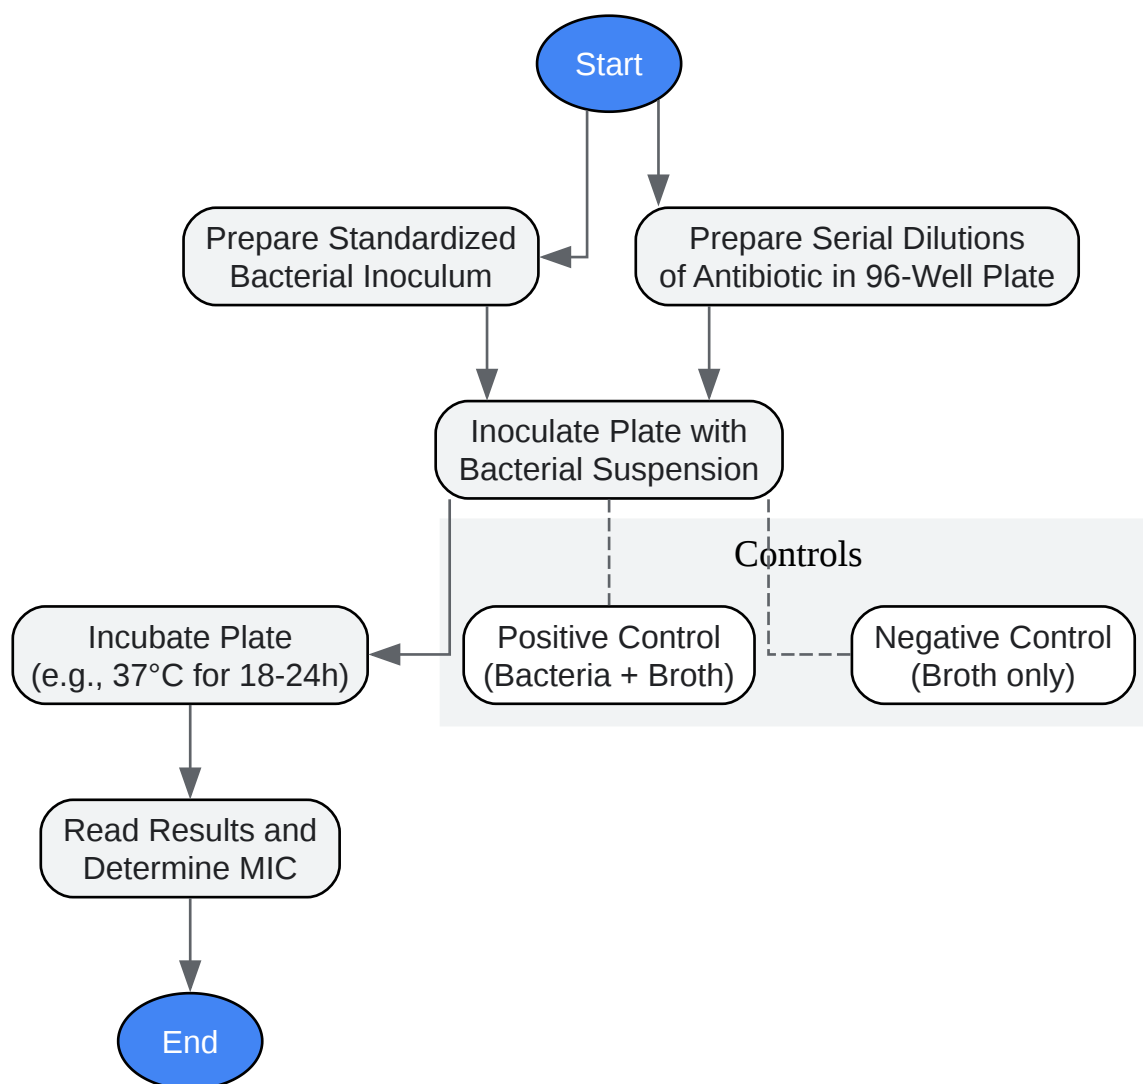 Start
Prepare Standardized
Bacterial Inoculum
Prepare Serial Dilutions
of Antibiotic in 96-Well Plate
Inoculate Plate with
Bacterial Suspension
Controls
Incubate Plate
(e.g., 37°C for 18-24h)
Positive Control
(Bacteria + Broth)
Negative Control
(Broth only)
Read Results and
Determine MIC
End